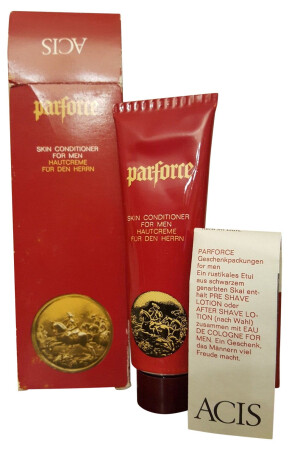 ACIS
parforce
SKIN CONDITIONER
FOR MEN
HAUTCREME
FÜR DEN HERRN
parforce
SKIN CONDITIONER
FOR MEN
HAUTCREME
FÜR DEN HERRN
PARFORCE
Geschenkpackungen
for men
Ein rustikales Etui
aus schwarzem
genarbten Skai ent-
hält PRE SHAVE
LOTION oder
AFTER SHAVE LO-
TION (nach Wahl)
zusammen mit EAU
DE COLOGNE FOR
MEN. Ein Geschenk,
das Männern viel
Freude macht.
ACIS